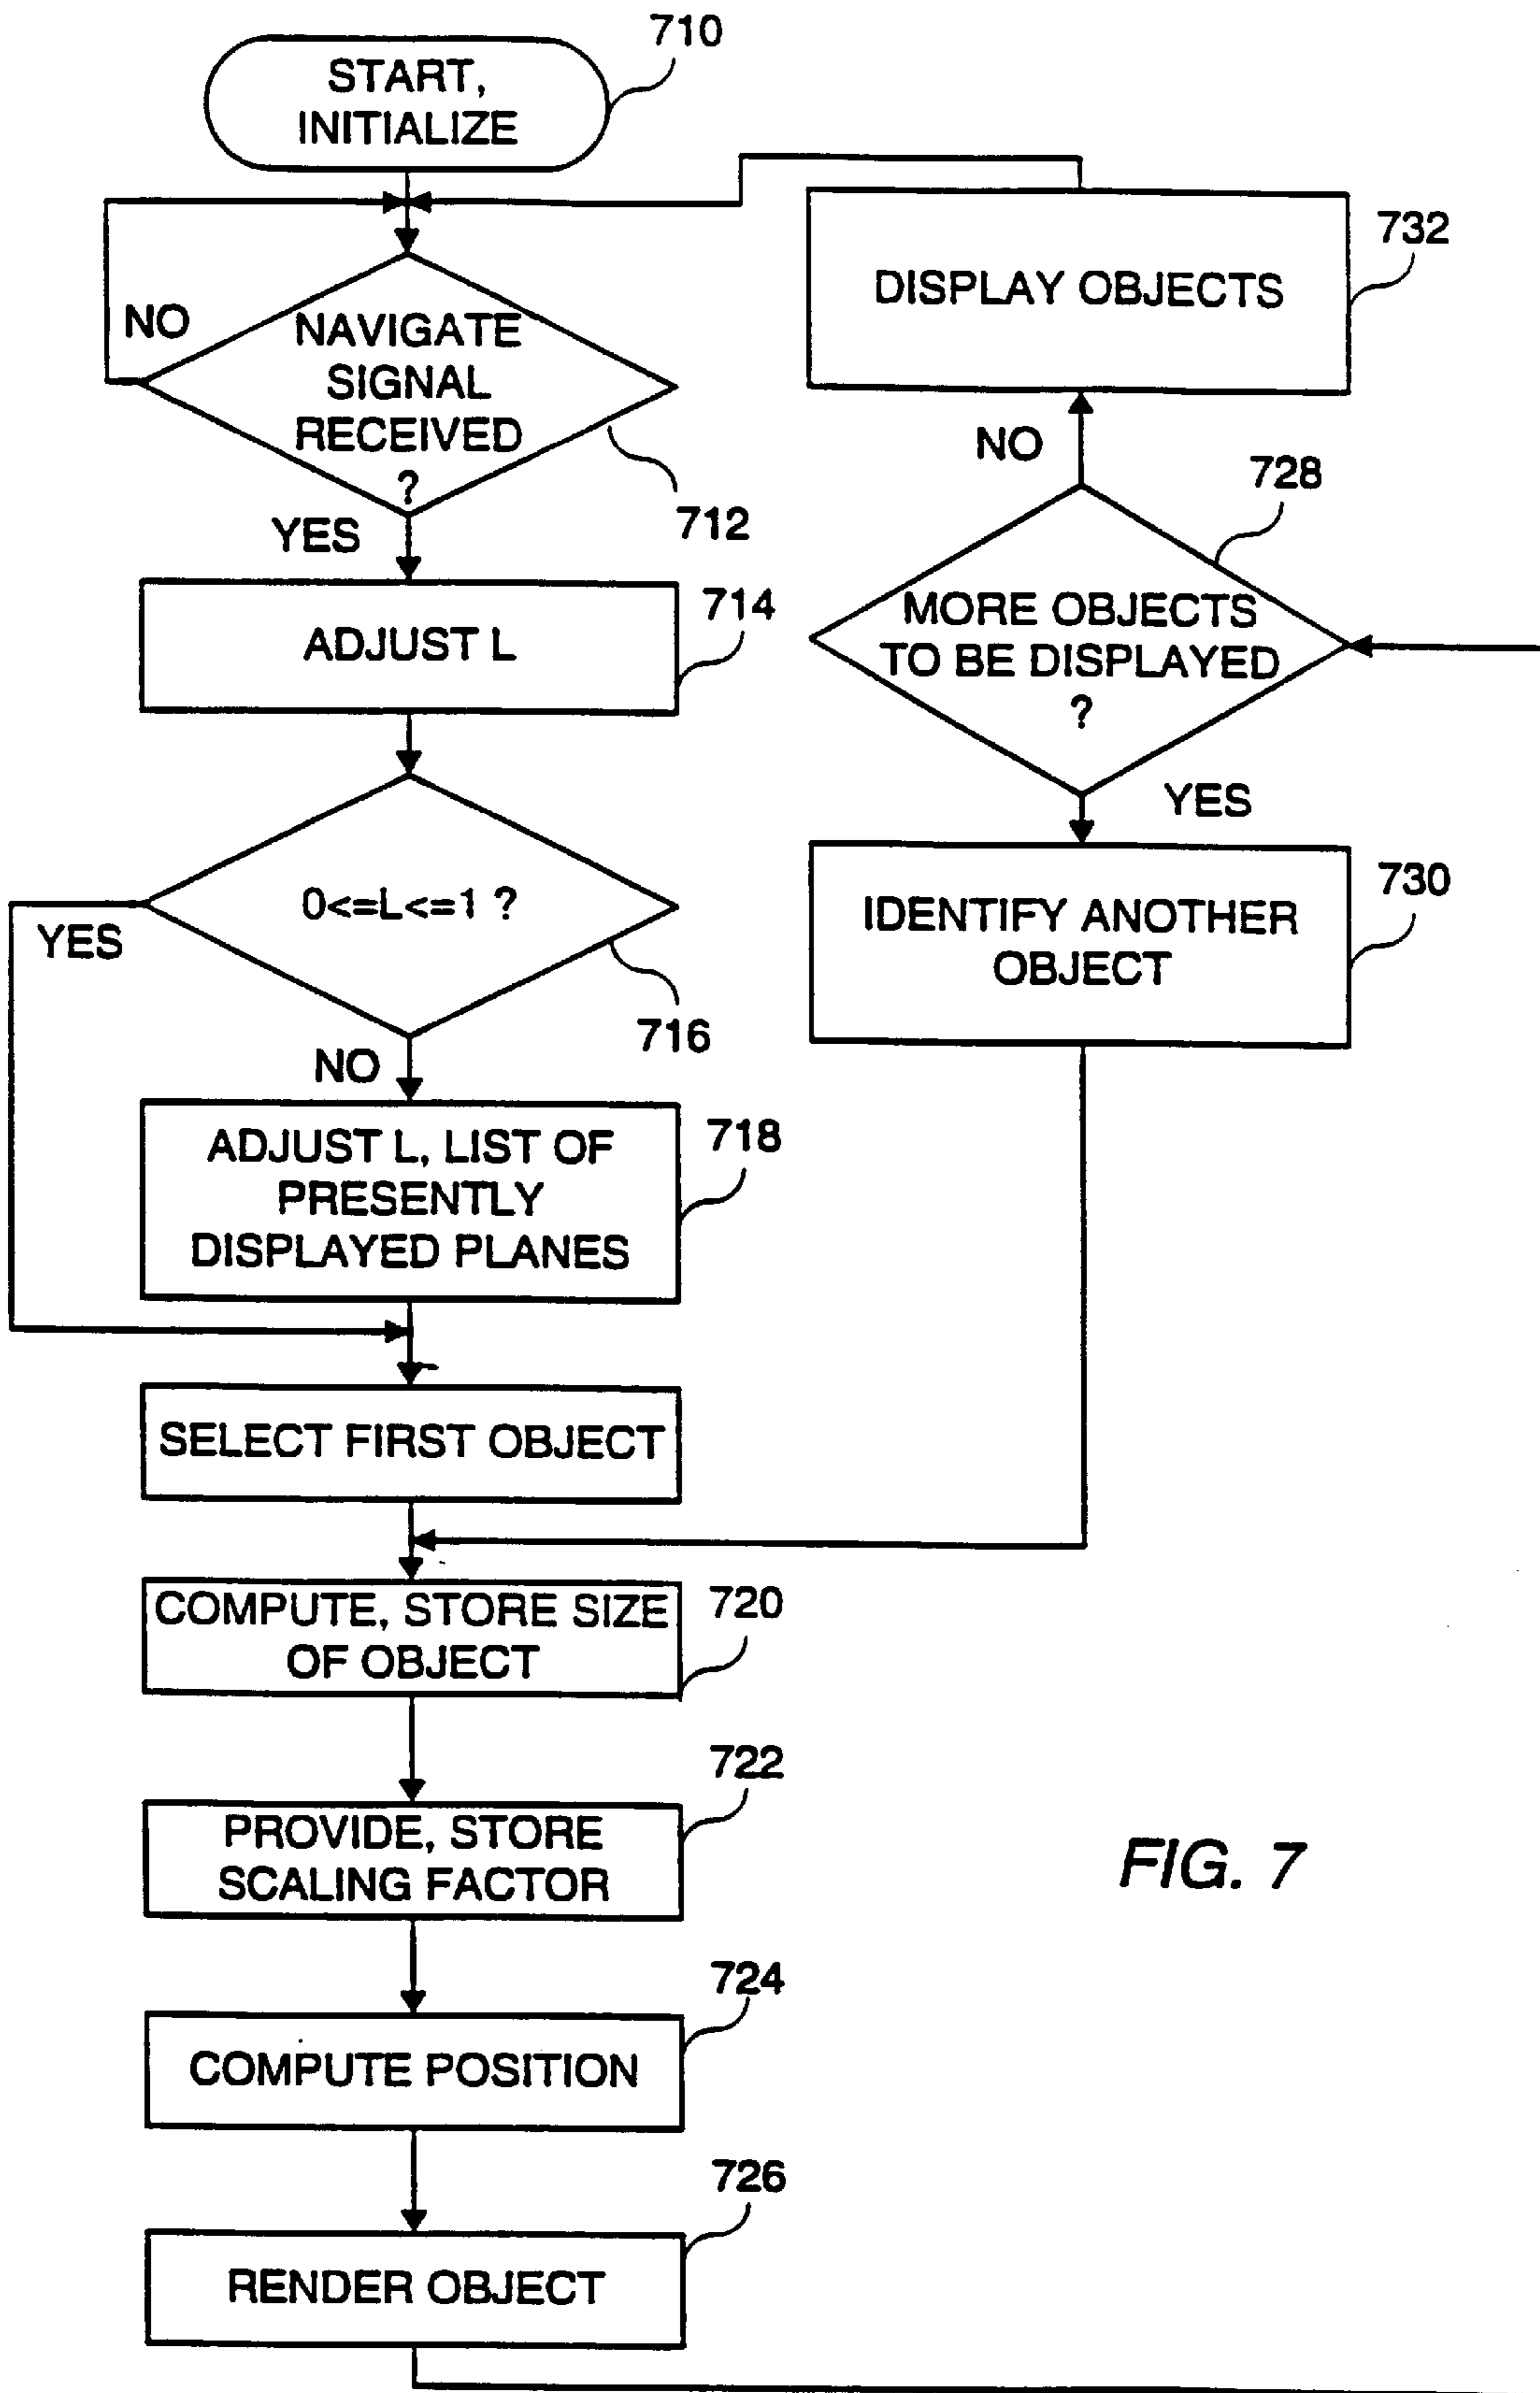 710
START,
INITIALIZE
NO
NAVIGATE
SIGNAL
RECEIVED
?
712
YES
ADJUST L
714
0<=L<=1 ?
YES
716
NO
ADJUST L, LIST OF
PRESENTLY
DISPLAYED PLANES
718
SELECT FIRST OBJECT
COMPUTE, STORE SIZE
OF OBJECT
720
PROVIDE, STORE
SCALING FACTOR
722
COMPUTE POSITION
724
RENDER OBJECT
726
732
DISPLAY OBJECTS
NO
728
MORE OBJECTS
TO BE DISPLAYED
?
YES
730
IDENTIFY ANOTHER
OBJECT
FIG. 7